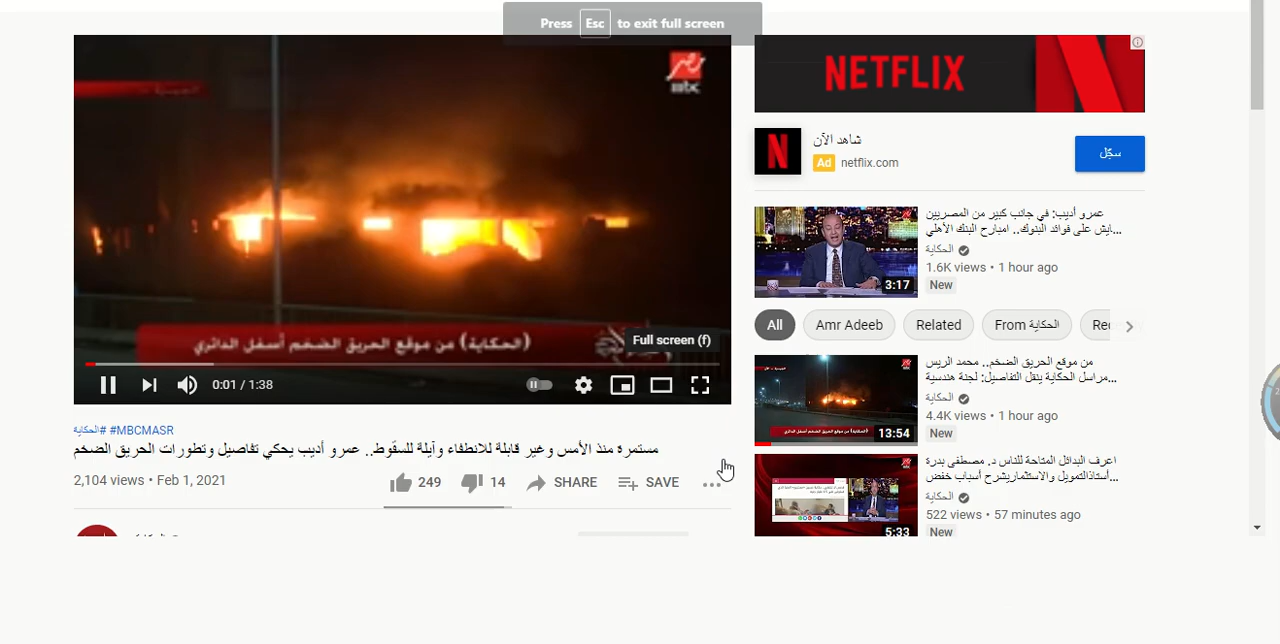 Press Esc to exit full screen
mbc
(الحكاية) من موقع الحريق الضخم أسفل الدائري
Full screen (f)
0:01 / 1:38
#الحكاية #MBCMASR
مستمرة منذ الأمس وغير قابلة للانطفاء وآيلة للسقوط.. عمرو أديب يحكي تفاصيل وتطورات الحريق الضخم
2,104 views • Feb 1, 2021
249 14 SHARE SAVE ...
NETFLIX
شاهد الآن
Ad netflix.com
سجّل
عمرو أديب: في جانب كبير من المصريين
عايش على فوائد البنوك.. امبارح البنك الأهلي...
الحكاية
1.6K views • 1 hour ago
New
3:17
All Amr Adeeb Related From الحكاية
من موقع الحريق الضخم.. محمد الريس
مراسل الحكاية ينقل التفاصيل: لجنة هندسية...
الحكاية
4.4K views • 1 hour ago
New
13:54
اعرف البدائل المتاحة للناس د. مصطفى بدرة
أستاذالتمويل والاستثماريشرح أسباب خفض...
الحكاية
522 views • 57 minutes ago
New
5:33